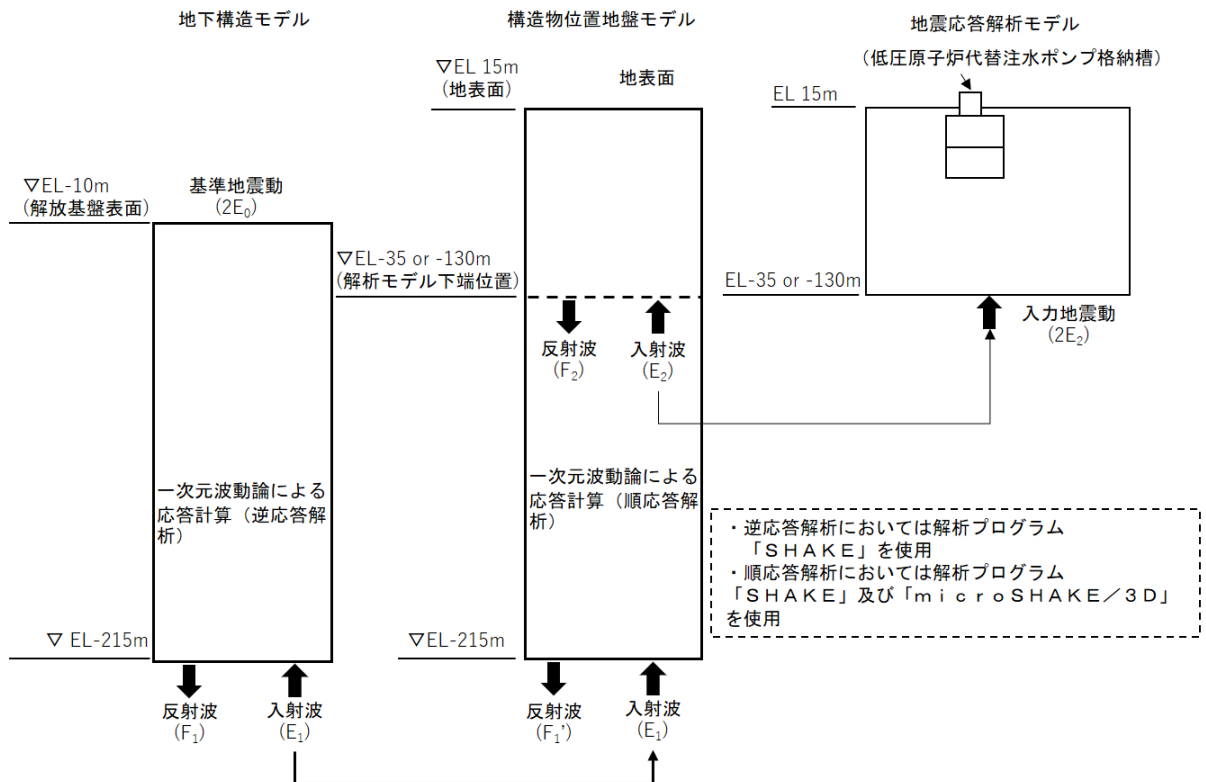 地下構造モデル
▽EL-10m
(解放基盤表面)
基準地震動
(2E₀)
一次元波動論による
応答計算（逆応答解
析）
▽ EL-215m
反射波
(F₁)
入射波
(E₁)
構造物位置地盤モデル
▽EL 15m
(地表面)
地表面
▽EL-35 or -130m
(解析モデル下端位置)
反射波
(F₂)
入射波
(E₂)
一次元波動論による
応答計算（順応答解
析）
▽EL-215m
反射波
(F₁')
入射波
(E₁)
地震応答解析モデル
（低圧原子炉代替注水ポンプ格納槽）
EL 15m
EL-35 or -130m
入力地震動
(2E₂)
・逆応答解析においては解析プログラム
「ＳＨＡＫＥ」を使用
・順応答解析においては解析プログラム
「ＳＨＡＫＥ」及び「ｍｉｃｒｏＳＨＡＫＥ／３Ｄ」
を使用